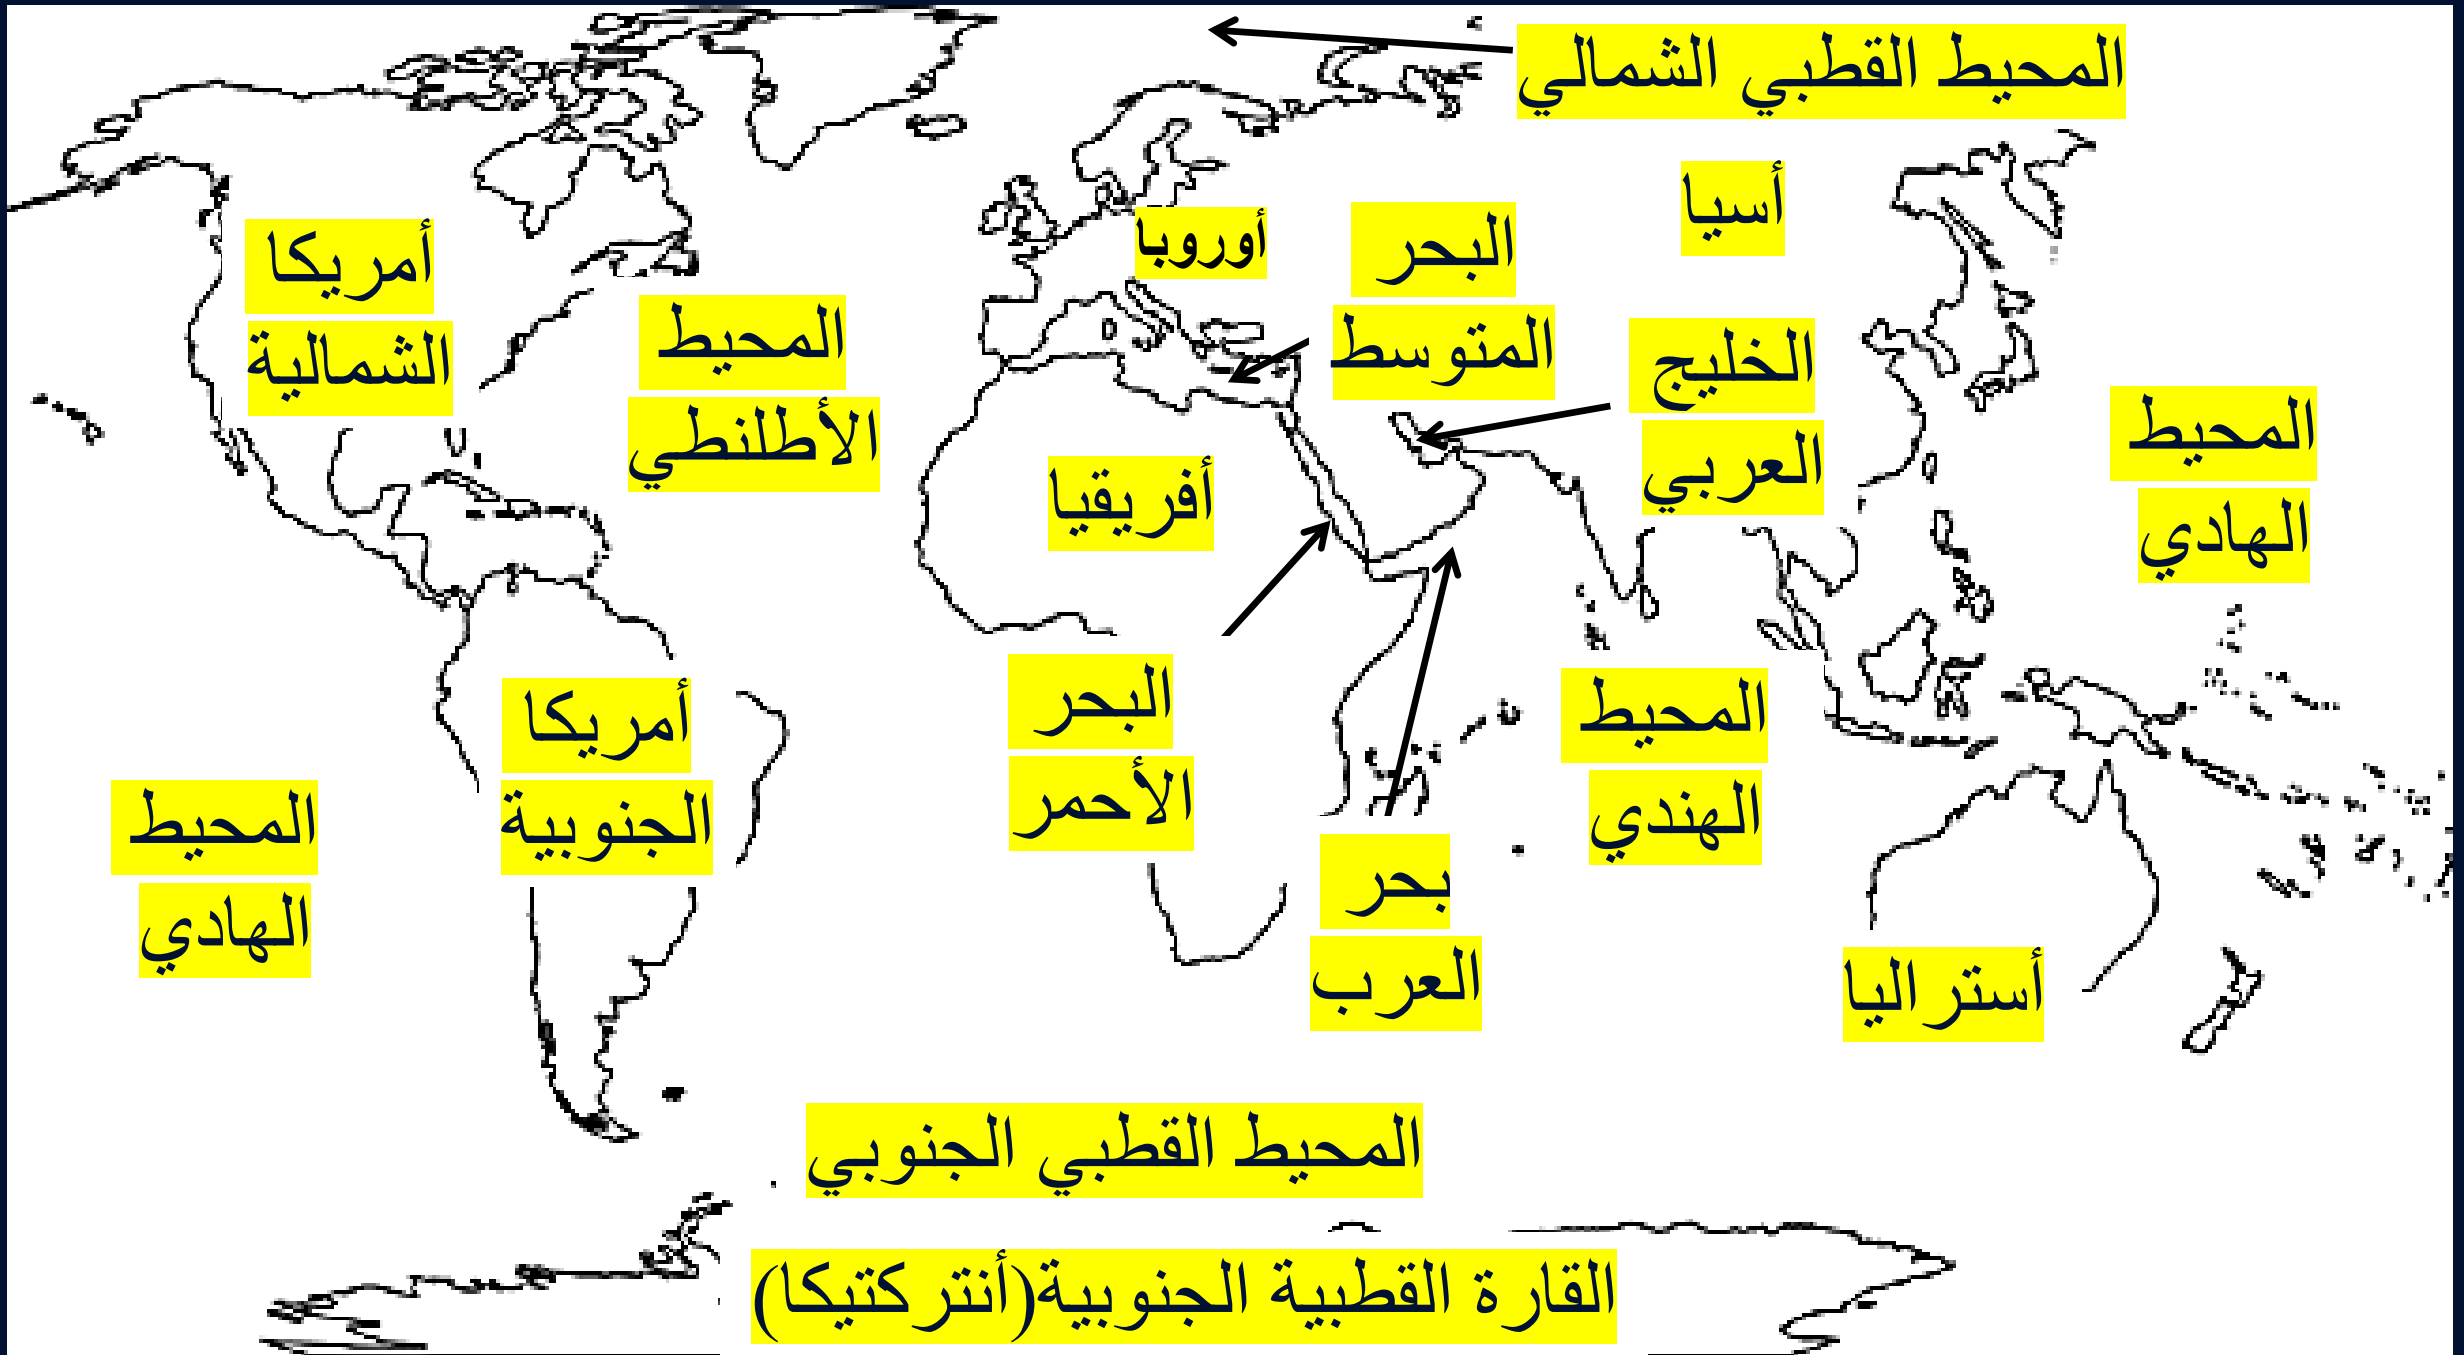 المحيط القطبي الشمالي
أسيا
البحر
المتوسط
أوروبا
أمريكا
الشمالية
المحيط
الأطلنطي
الخليج
العربي
المحيط
الهادي
أفريقيا
البحر
الأحمر
المحيط
الهندي
أمريكا
الجنوبية
المحيط
الهادي
بحر
العرب
أستراليا
المحيط القطبي الجنوبي
القارة القطبية الجنوبية(أنتركتيكا)